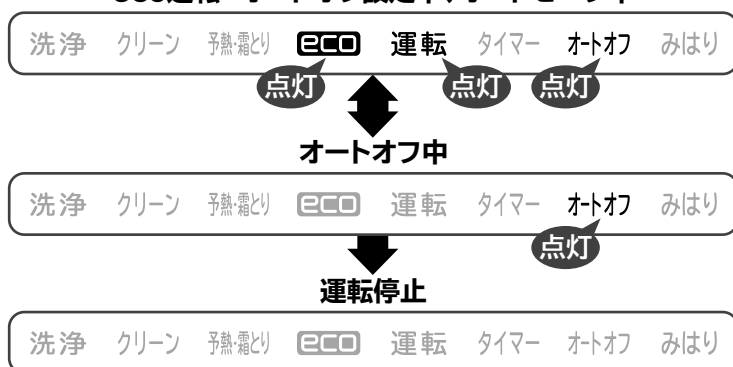 洗浄 クリーン 予熱・霜とり eco 運転 タイマー オートオフ みはり
点灯 点灯 点灯
オートオフ中
洗浄 クリーン 予熱・霜とり eco 運転 タイマー オートオフ みはり
点灯
運転停止
洗浄 クリーン 予熱・霜とり eco 運転 タイマー オートオフ みはり